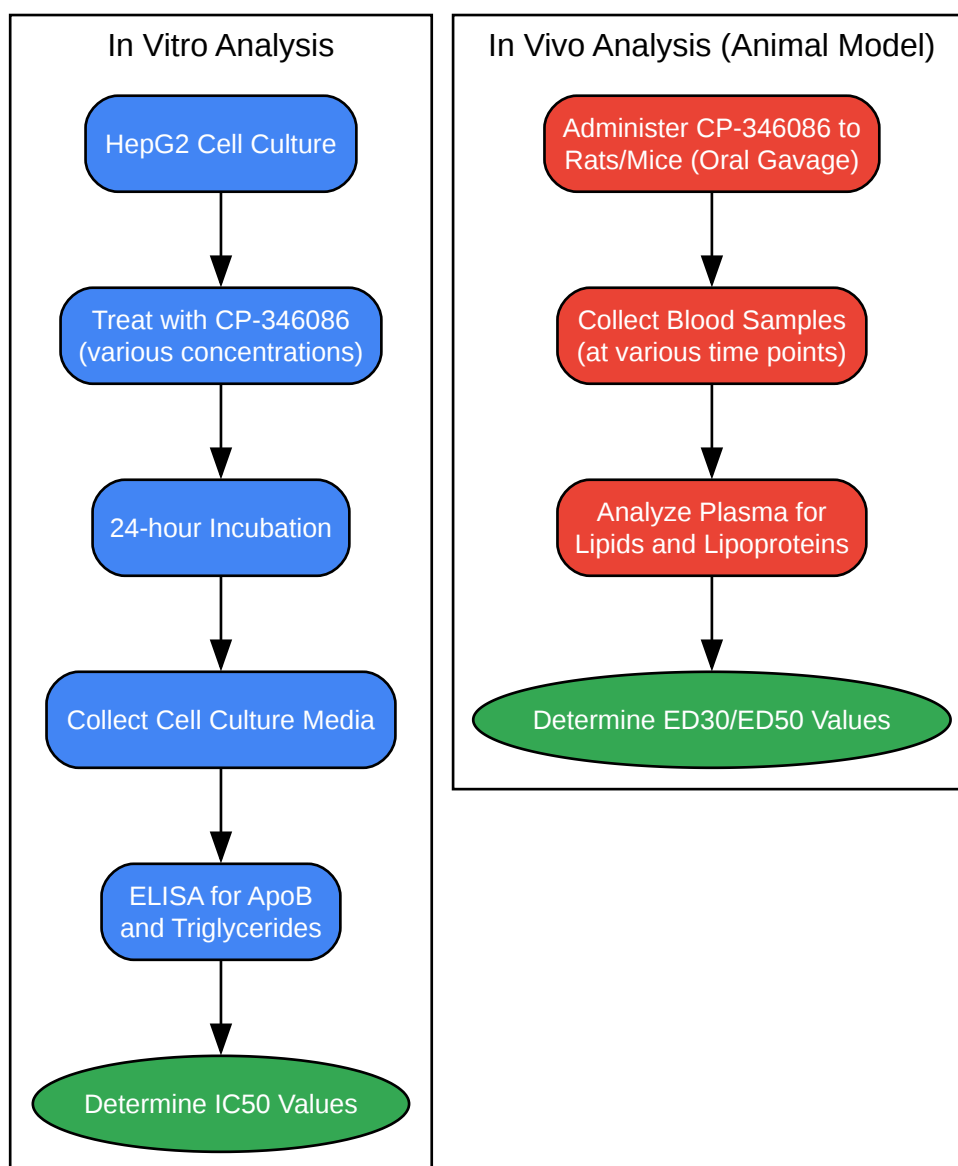 In Vitro Analysis
HepG2 Cell Culture
Treat with CP-346086
(various concentrations)
24-hour Incubation
Collect Cell Culture Media
ELISA for ApoB
and Triglycerides
Determine IC50 Values
In Vivo Analysis (Animal Model)
Administer CP-346086 to
Rats/Mice (Oral Gavage)
Collect Blood Samples
(at various time points)
Analyze Plasma for
Lipids and Lipoproteins
Determine ED30/ED50 Values